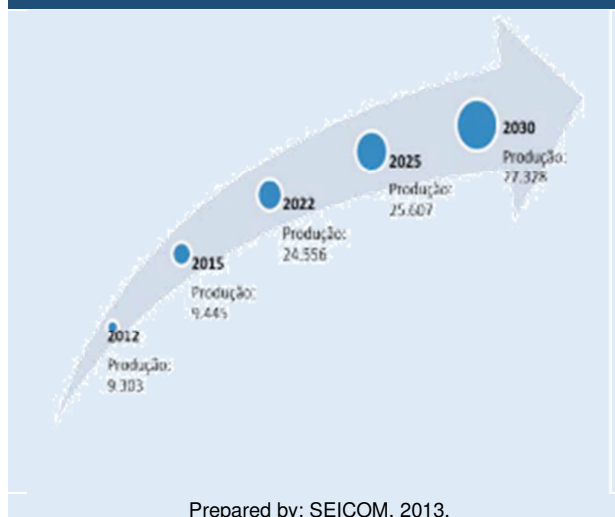 2030
Produção:
27.328
2025
Produção:
25.607
2022
Produção:
24.556
2015
Produção:
9.445
2012
Produção:
9.303
Prepared by: SEICOM, 2013.